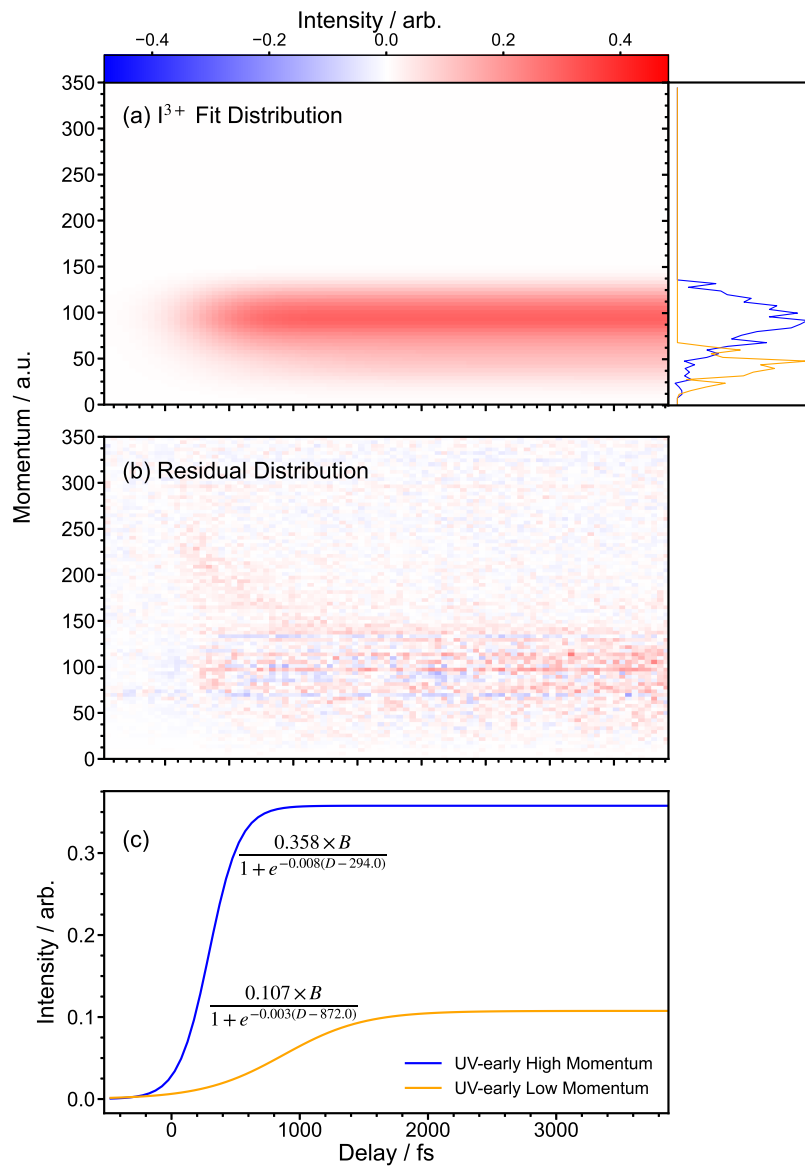 Intensity / arb.
−0.4 −0.2 0.0 0.2 0.4
(a) I³⁺ Fit Distribution
350
300
250
200
150
100
50
0
Momentum / a.u.
(b) Residual Distribution
350
300
250
200
150
100
50
0
(c)
0.358 × B
1 + e^{−0.008(D − 294.0)}
0.107 × B
1 + e^{−0.003(D − 872.0)}
UV-early High Momentum
UV-early Low Momentum
Intensity / arb.
0.3
0.2
0.1
0.0
0 1000 2000 3000
Delay / fs